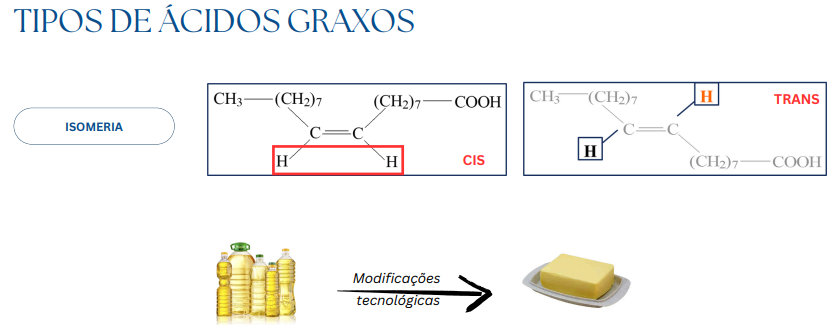 TIPOS DE ÁCIDOS GRAXOS
ISOMERIA
CH₃—(CH₂)₇ (CH₂)₇—COOH
C=C
H H
CIS
H
TRANS
CH₃—(CH₂)₇
C=C
H
(CH₂)₇—COOH
Modificações
tecnológicas